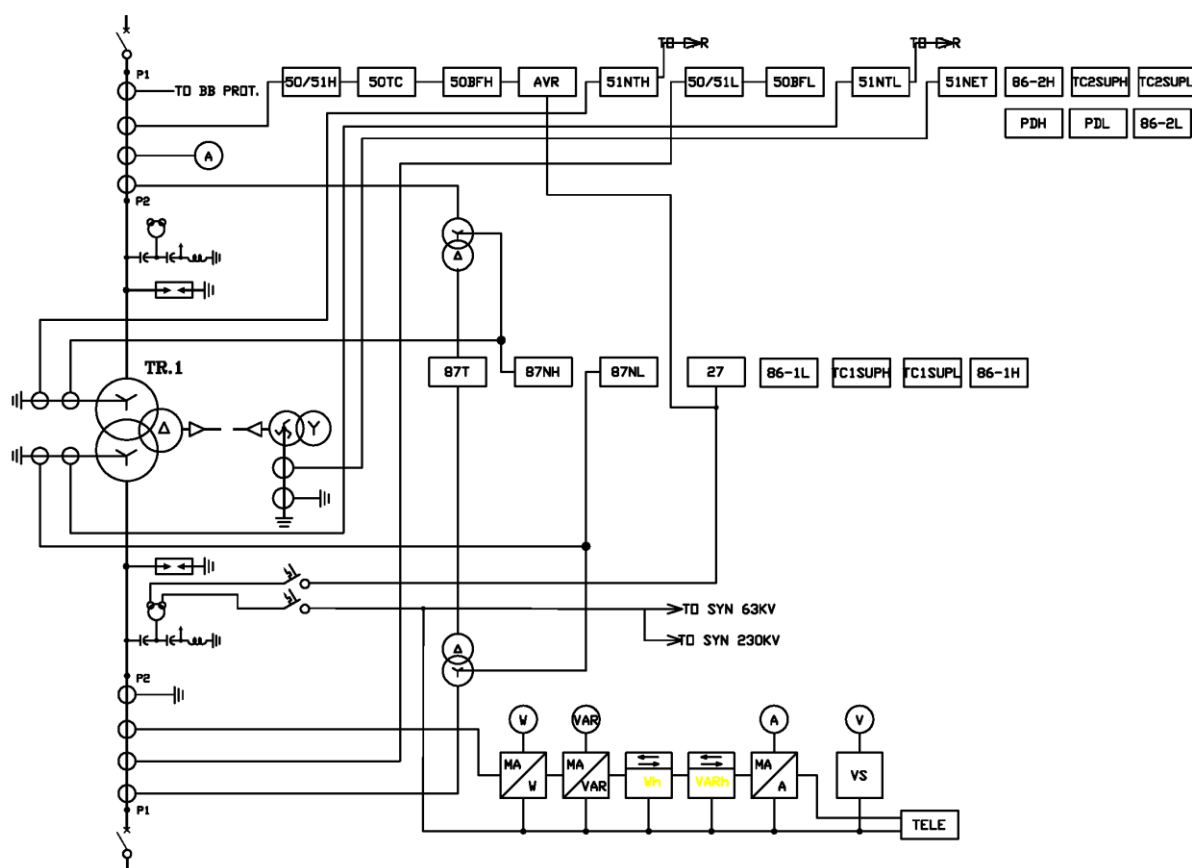 TO DR
TO DR
P1
TO BB PROT.
50/51H
50TC
50BFH
AVR
51NTH
50/51L
50BFL
51NTL
51NET
86-2H
TC2SUPH
TC2SUPL
PDH
PDL
86-2L
A
P2
Y
Δ
TR.1
87T
87NH
87NL
27
86-1L
TC1SUPH
TC1SUPL
86-1H
Y
Δ
Y
Y
TO SYN 63KV
TO SYN 230KV
Δ
Y
P2
W
VAR
A
V
MA
W
MA
VAR
Wh
VARh
MA
A
VS
P1
TELE